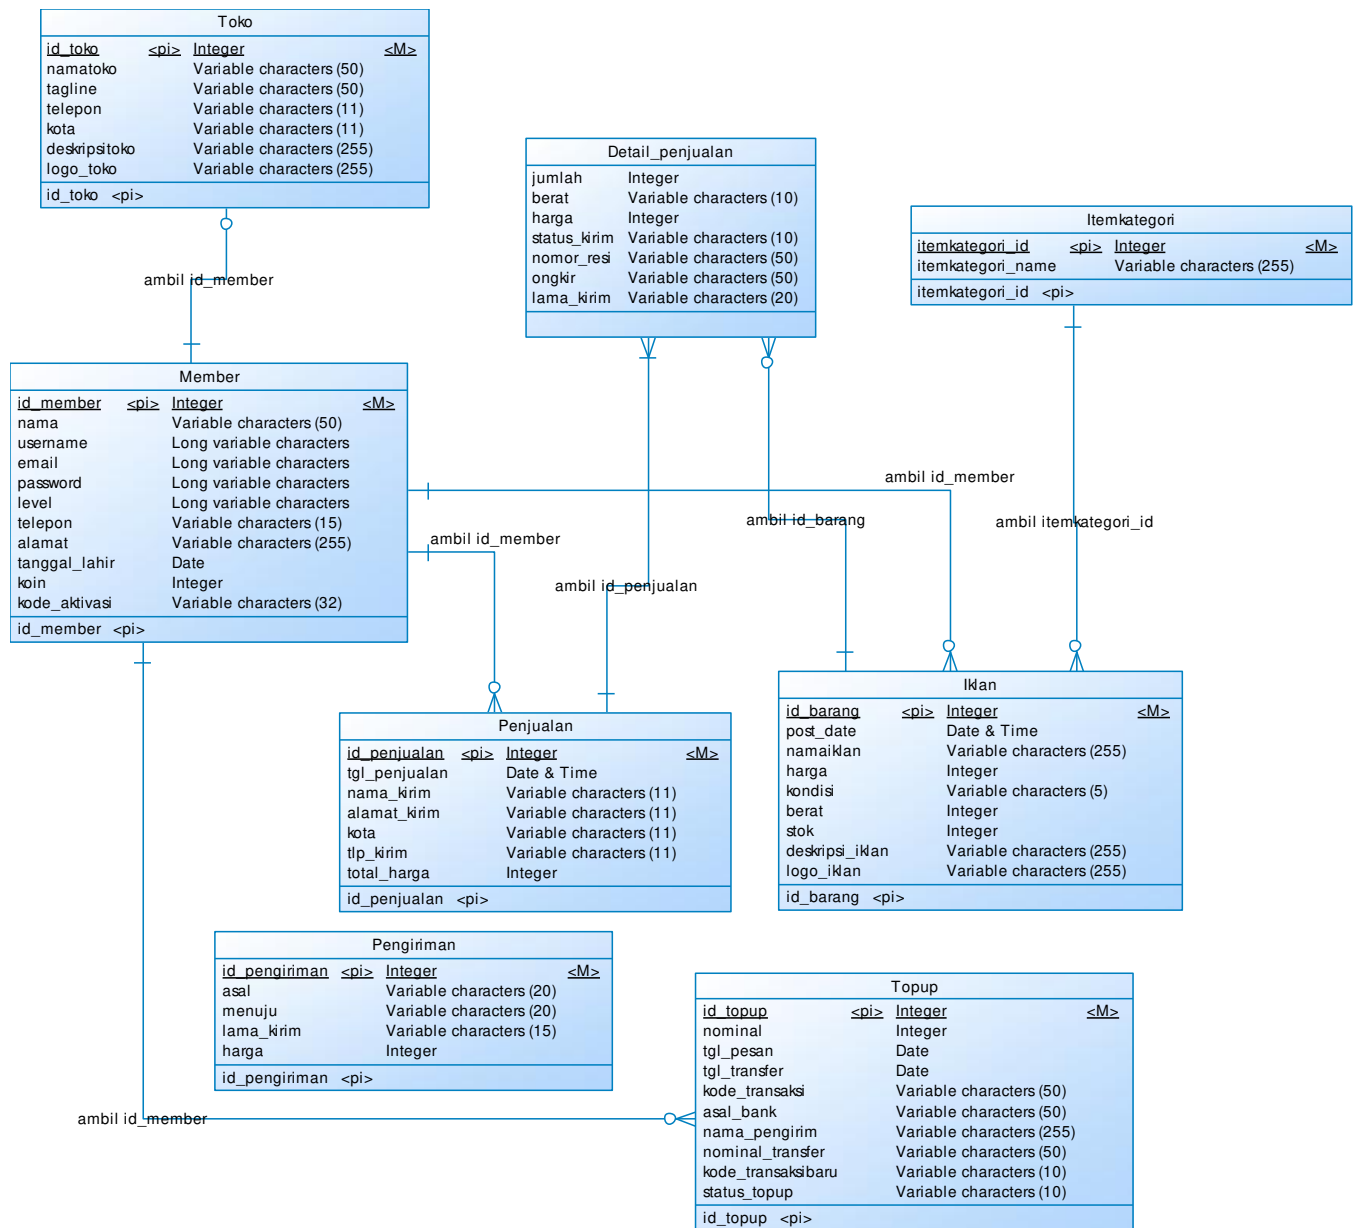 Toko
id_toko <pi> Integer <M>
namatoko Variable characters (50)
tagline Variable characters (50)
telepon Variable characters (11)
kota Variable characters (11)
deskripsitoko Variable characters (255)
logo_toko Variable characters (255)
id_toko <pi>
ambil id_member
Detail_penjualan
jumlah Integer
berat Variable characters (10)
harga Integer
status_kirim Variable characters (10)
nomor_resi Variable characters (50)
ongkir Variable characters (50)
lama_kirim Variable characters (20)
Itemkategori
itemkategori_id <pi> Integer <M>
itemkategori_name Variable characters (255)
itemkategori_id <pi>
Member
id_member <pi> Integer <M>
nama Variable characters (50)
username Long variable characters
email Long variable characters
password Long variable characters
level Long variable characters
telepon Variable characters (15)
alamat Variable characters (255)
tanggal_lahir Date
koin Integer
kode_aktivasi Variable characters (32)
id_member <pi>
ambil id_member
ambil id_barang
ambil itemkategori_id
ambil id_member
ambil id_penjualan
Penjualan
id_penjualan <pi> Integer <M>
tgl_penjualan Date & Time
nama_kirim Variable characters (11)
alamat_kirim Variable characters (11)
kota Variable characters (11)
tlp_kirim Variable characters (11)
total_harga Integer
id_penjualan <pi>
Iklan
id_barang <pi> Integer <M>
post_date Date & Time
namaiklan Variable characters (255)
harga Integer
kondisi Variable characters (5)
berat Integer
stok Integer
deskripsi_iklan Variable characters (255)
logo_iklan Variable characters (255)
id_barang <pi>
Pengiriman
id_pengiriman <pi> Integer <M>
asal Variable characters (20)
menuju Variable characters (20)
lama_kirim Variable characters (15)
harga Integer
id_pengiriman <pi>
ambil id_member
Topup
id_topup <pi> Integer <M>
nominal Integer
tgl_pesan Date
tgl_transfer Date
kode_transaksi Variable characters (50)
asal_bank Variable characters (50)
nama_pengirim Variable characters (255)
nominal_transfer Variable characters (50)
kode_transaksibaru Variable characters (10)
status_topup Variable characters (10)
id_topup <pi>